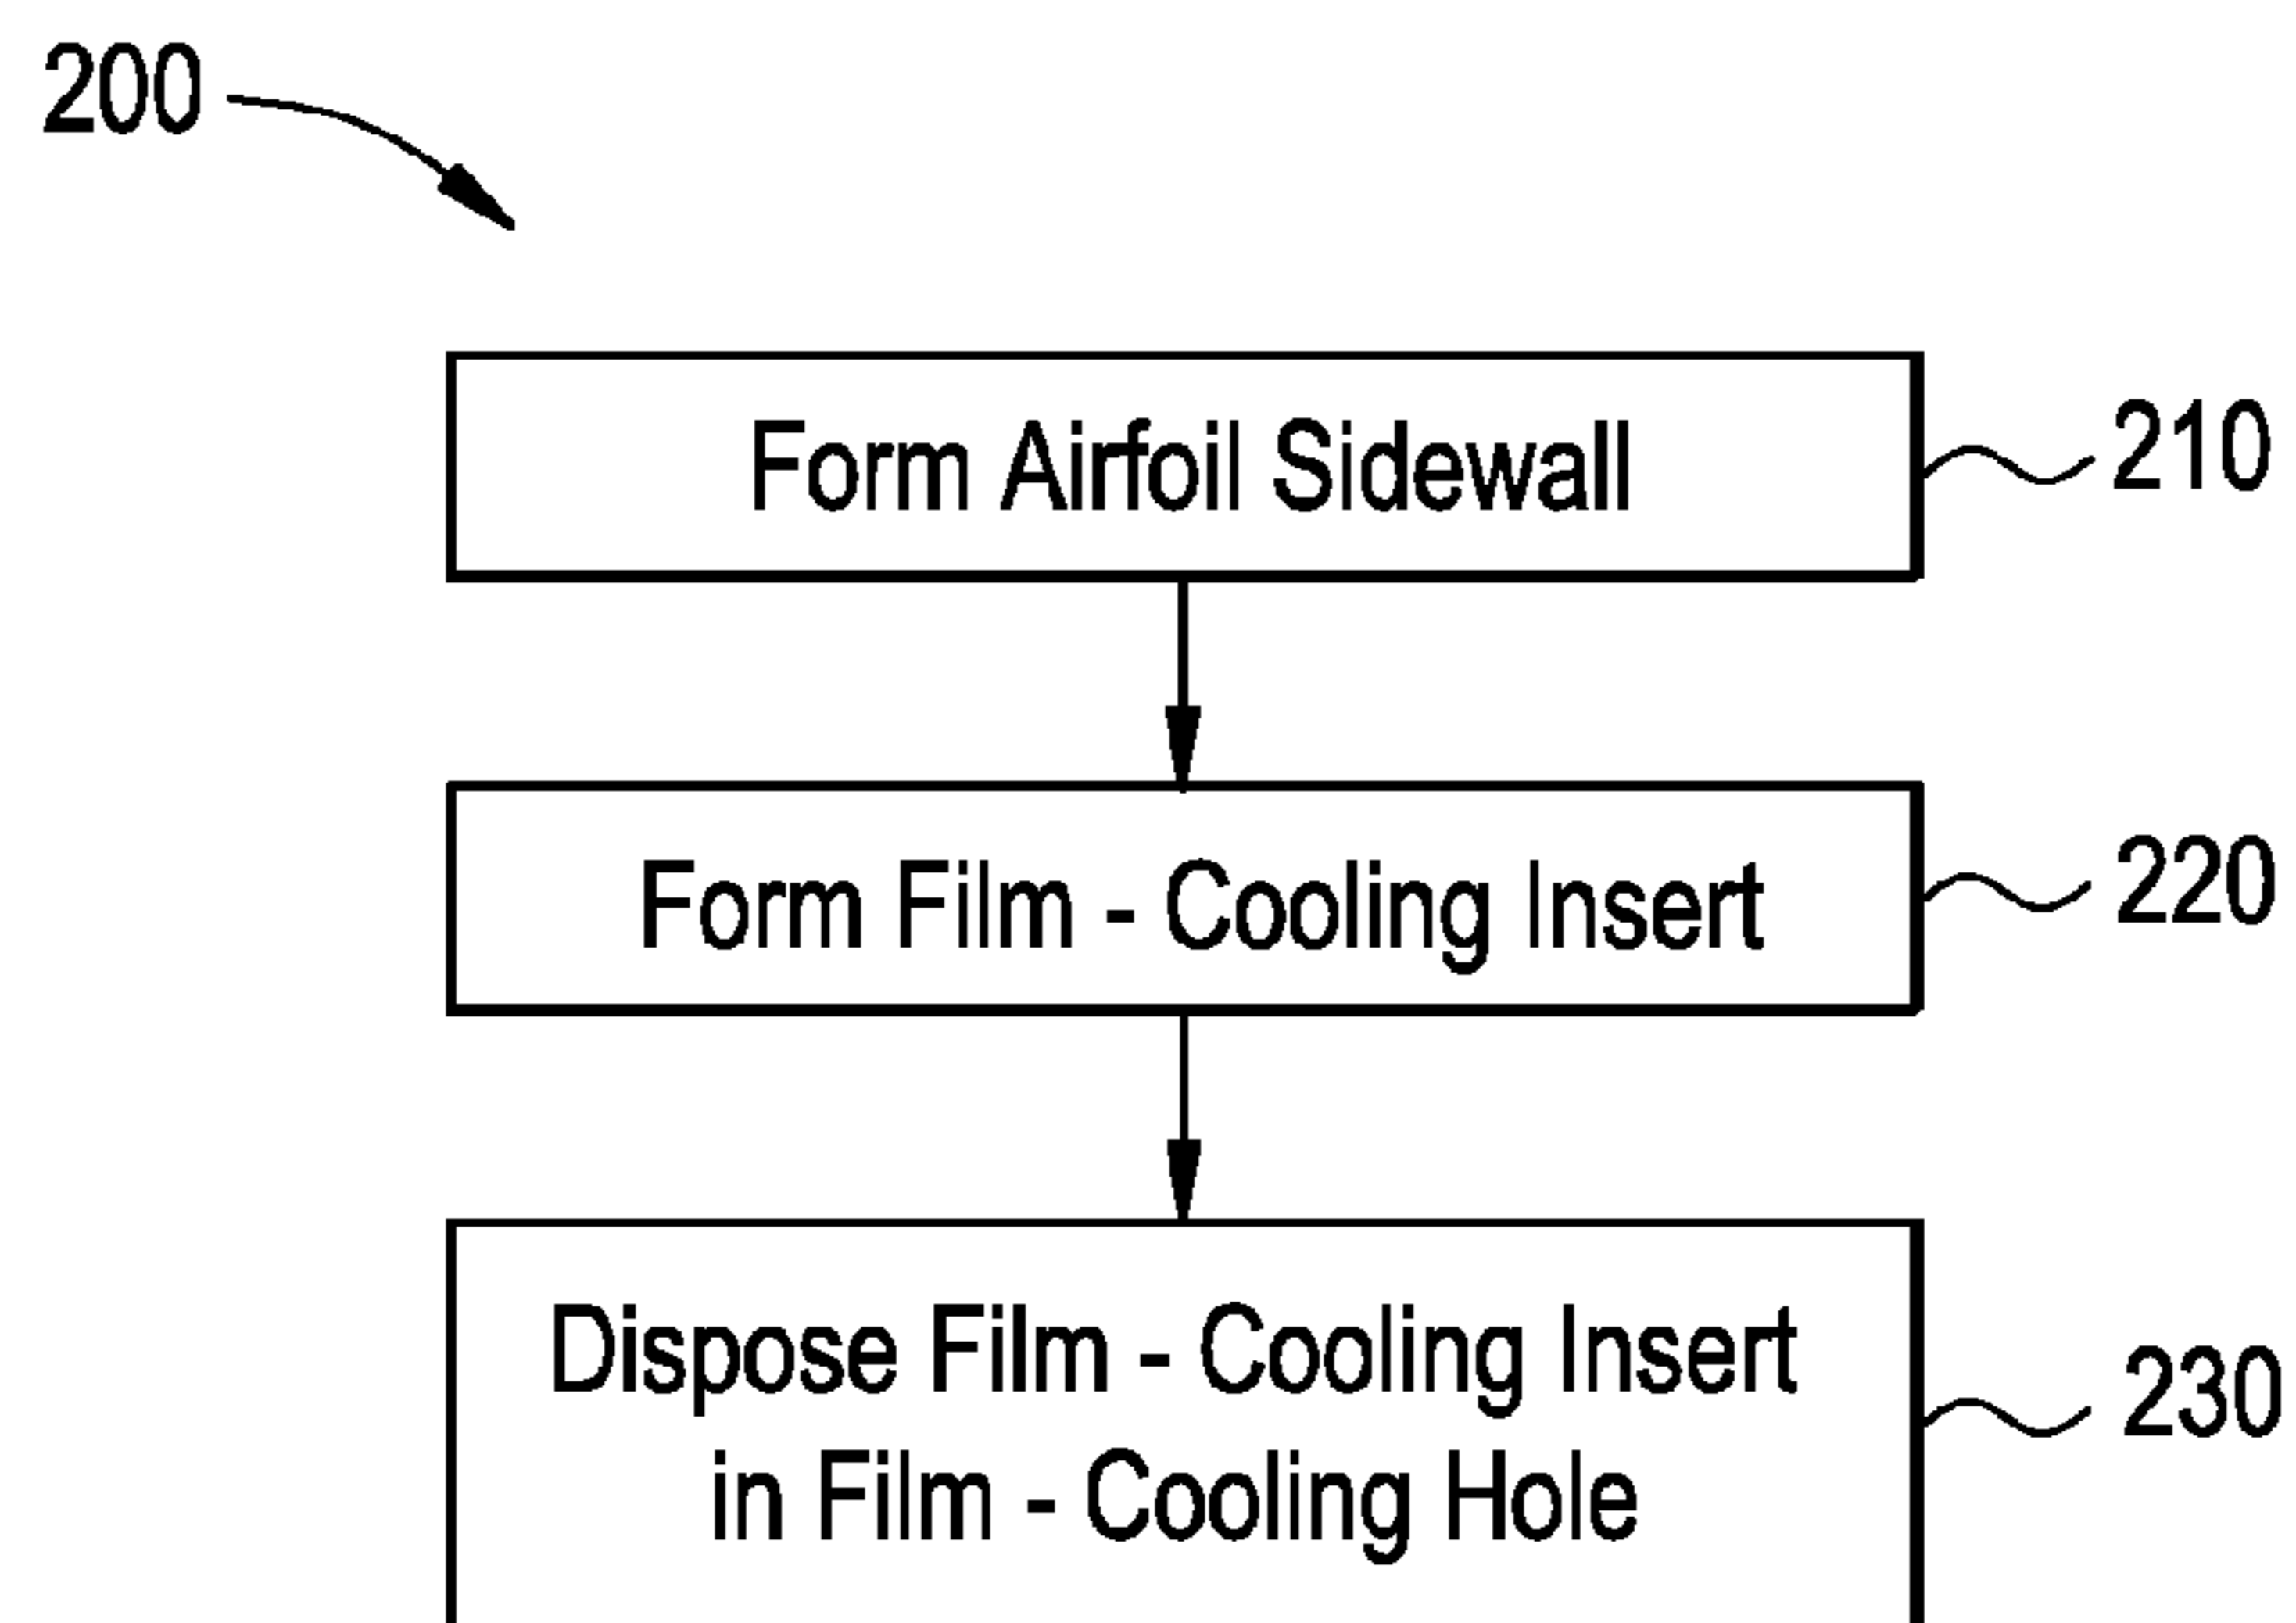 200
Form Airfoil Sidewall
210
Form Film - Cooling Insert
220
Dispose Film - Cooling Insert
in Film - Cooling Hole
230